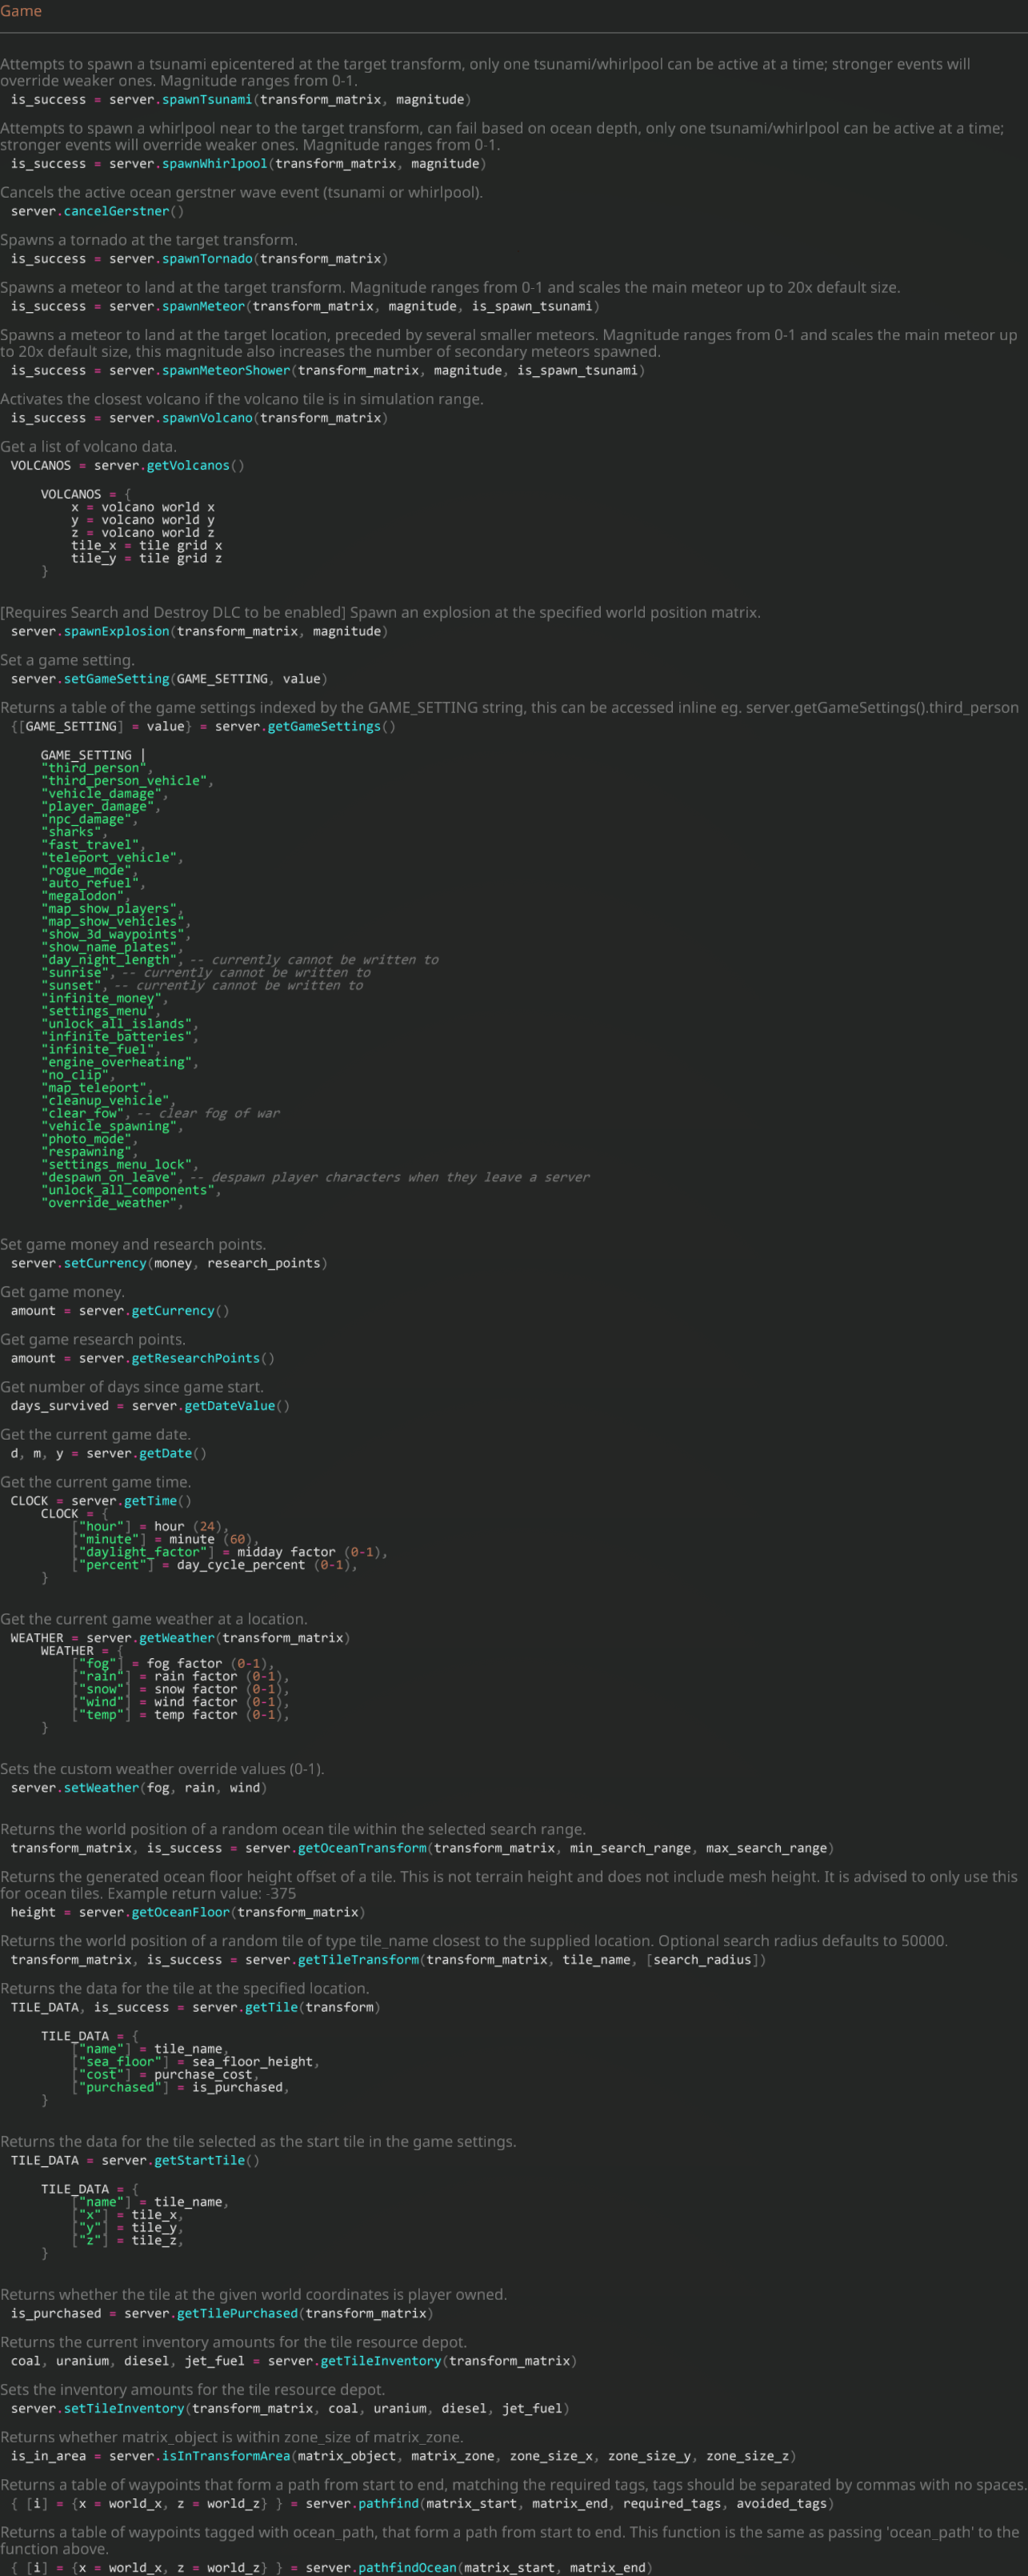 Game
Attempts to spawn a tsunami epicentered at the target transform, only one tsunami/whirlpool can be active at a time; stronger events will
override weaker ones. Magnitude ranges from 0-1.
is_success = server.spawnTsunami(transform_matrix, magnitude)
Attempts to spawn a whirlpool near to the target transform, can fail based on ocean depth, only one tsunami/whirlpool can be active at a time;
stronger events will override weaker ones. Magnitude ranges from 0-1.
is_success = server.spawnWhirlpool(transform_matrix, magnitude)
Cancels the active ocean gerstner wave event (tsunami or whirlpool).
server.cancelGerstner()
Spawns a tornado at the target transform.
is_success = server.spawnTornado(transform_matrix)
Spawns a meteor to land at the target transform. Magnitude ranges from 0-1 and scales the main meteor up to 20x default size.
is_success = server.spawnMeteor(transform_matrix, magnitude, is_spawn_tsunami)
Spawns a meteor to land at the target location, preceded by several smaller meteors. Magnitude ranges from 0-1 and scales the main meteor up
to 20x default size, this magnitude also increases the number of secondary meteors spawned.
is_success = server.spawnMeteorShower(transform_matrix, magnitude, is_spawn_tsunami)
Activates the closest volcano if the volcano tile is in simulation range.
is_success = server.spawnVolcano(transform_matrix)
Get a list of volcano data.
VOLCANOS = server.getVolcanos()
VOLCANOS = {
x = volcano world x
y = volcano world y
z = volcano world z
tile_x = tile grid x
tile_y = tile grid z
}
[Requires Search and Destroy DLC to be enabled] Spawn an explosion at the specified world position matrix.
server.spawnExplosion(transform_matrix, magnitude)
Set a game setting.
server.setGameSetting(GAME_SETTING, value)
Returns a table of the game settings indexed by the GAME_SETTING string, this can be accessed inline eg. server.getGameSettings().third_person
{[GAME_SETTING] = value} = server.getGameSettings()
GAME_SETTING |
"third_person",
"third_person_vehicle",
"vehicle_damage",
"player_damage",
"npc_damage",
"sharks",
"fast_travel",
"teleport_vehicle",
"rogue_mode",
"auto_refuel",
"megalodon",
"map_show_players",
"map_show_vehicles",
"show_3d_waypoints",
"show_name_plates",
"day_night_length", -- currently cannot be written to
"sunrise", -- currently cannot be written to
"sunset", -- currently cannot be written to
"infinite_money",
"settings_menu",
"unlock_all_islands",
"infinite_batteries",
"infinite_fuel",
"engine_overheating",
"no_clip",
"map_teleport",
"cleanup_vehicle",
"clear_fow", -- clear fog of war
"vehicle_spawning",
"photo_mode",
"respawning",
"settings_menu_lock",
"despawn_on_leave", -- despawn player characters when they leave a server
"unlock_all_components",
"override_weather",
Set game money and research points.
server.setCurrency(money, research_points)
Get game money.
amount = server.getCurrency()
Get game research points.
amount = server.getResearchPoints()
Get number of days since game start.
days_survived = server.getDateValue()
Get the current game date.
d, m, y = server.getDate()
Get the current game time.
CLOCK = server.getTime()
CLOCK = {
["hour"] = hour (24),
["minute"] = minute (60),
["daylight_factor"] = midday factor (0-1),
["percent"] = day_cycle_percent (0-1),
}
Get the current game weather at a location.
WEATHER = server.getWeather(transform_matrix)
WEATHER = {
["fog"] = fog factor (0-1),
["rain"] = rain factor (0-1),
["snow"] = snow factor (0-1),
["wind"] = wind factor (0-1),
["temp"] = temp factor (0-1),
}
Sets the custom weather override values (0-1).
server.setWeather(fog, rain, wind)
Returns the world position of a random ocean tile within the selected search range.
transform_matrix, is_success = server.getOceanTransform(transform_matrix, min_search_range, max_search_range)
Returns the generated ocean floor height offset of a tile. This is not terrain height and does not include mesh height. It is advised to only use this
for ocean tiles. Example return value: -375
height = server.getOceanFloor(transform_matrix)
Returns the world position of a random tile of type tile_name closest to the supplied location. Optional search radius defaults to 50000.
transform_matrix, is_success = server.getTileTransform(transform_matrix, tile_name, [search_radius])
Returns the data for the tile at the specified location.
TILE_DATA, is_success = server.getTile(transform)
TILE_DATA = {
["name"] = tile_name,
["sea_floor"] = sea_floor_height,
["cost"] = purchase_cost,
["purchased"] = is_purchased,
}
Returns the data for the tile selected as the start tile in the game settings.
TILE_DATA = server.getStartTile()
TILE_DATA = {
["name"] = tile_name,
["x"] = tile_x,
["y"] = tile_y,
["z"] = tile_z,
}
Returns whether the tile at the given world coordinates is player owned.
is_purchased = server.getTilePurchased(transform_matrix)
Returns the current inventory amounts for the tile resource depot.
coal, uranium, diesel, jet_fuel = server.getTileInventory(transform_matrix)
Sets the inventory amounts for the tile resource depot.
server.setTileInventory(transform_matrix, coal, uranium, diesel, jet_fuel)
Returns whether matrix_object is within zone_size of matrix_zone.
is_in_area = server.isInTransformArea(matrix_object, matrix_zone, zone_size_x, zone_size_y, zone_size_z)
Returns a table of waypoints that form a path from start to end, matching the required tags, tags should be separated by commas with no spaces.
{ [i] = {x = world_x, z = world_z} } = server.pathfind(matrix_start, matrix_end, required_tags, avoided_tags)
Returns a table of waypoints tagged with ocean_path, that form a path from start to end. This function is the same as passing 'ocean_path' to the
function above.
{ [i] = {x = world_x, z = world_z} } = server.pathfindOcean(matrix_start, matrix_end)